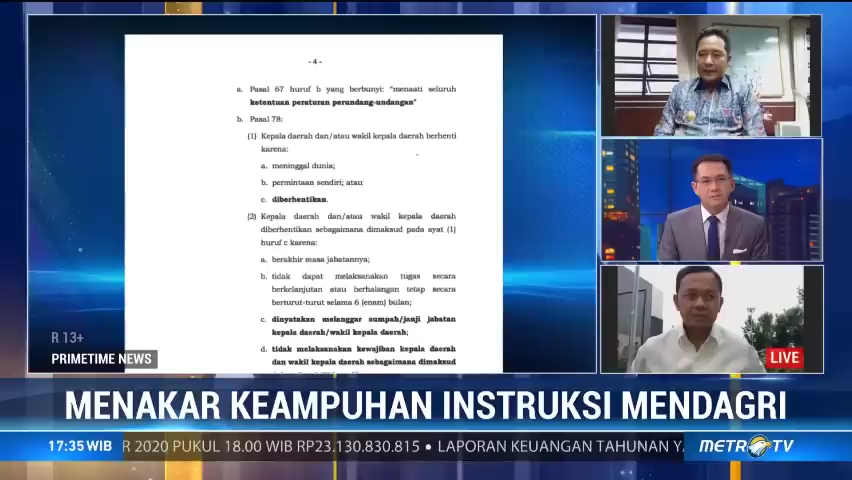 - 4 -
a. Pasal 67 huruf b yang berbunyi: "menaati seluruh
ketentuan peraturan perundang-undangan"
b. Pasal 78:
(1) Kepala daerah dan/atau wakil kepala daerah berhenti
karena:
a. meninggal dunia;
b. permintaan sendiri; atau
c. diberhentikan.
(2) Kepala daerah dan/atau wakil kepala daerah
diberhentikan sebagaimana dimaksud pada ayat (1)
huruf c karena:
a. berakhir masa jabatannya;
b. tidak dapat melaksanakan tugas secara
berkelanjutan atau berhalangan tetap secara
berturut-turut selama 6 (enam) bulan;
c. dinyatakan melanggar sumpah/janji jabatan
kepala daerah/wakil kepala daerah;
d. tidak melaksanakan kewajiban kepala daerah
dan wakil kepala daerah sebagaimana dimaksud
R 13+
PRIMETIME NEWS
LIVE
MENAKAR KEAMPUHAN INSTRUKSI MENDAGRI
17:35 WIB
R 2020 PUKUL 18.00 WIB RP23.130.830.815 • LAPORAN KEUANGAN TAHUNAN YA
METRO TV